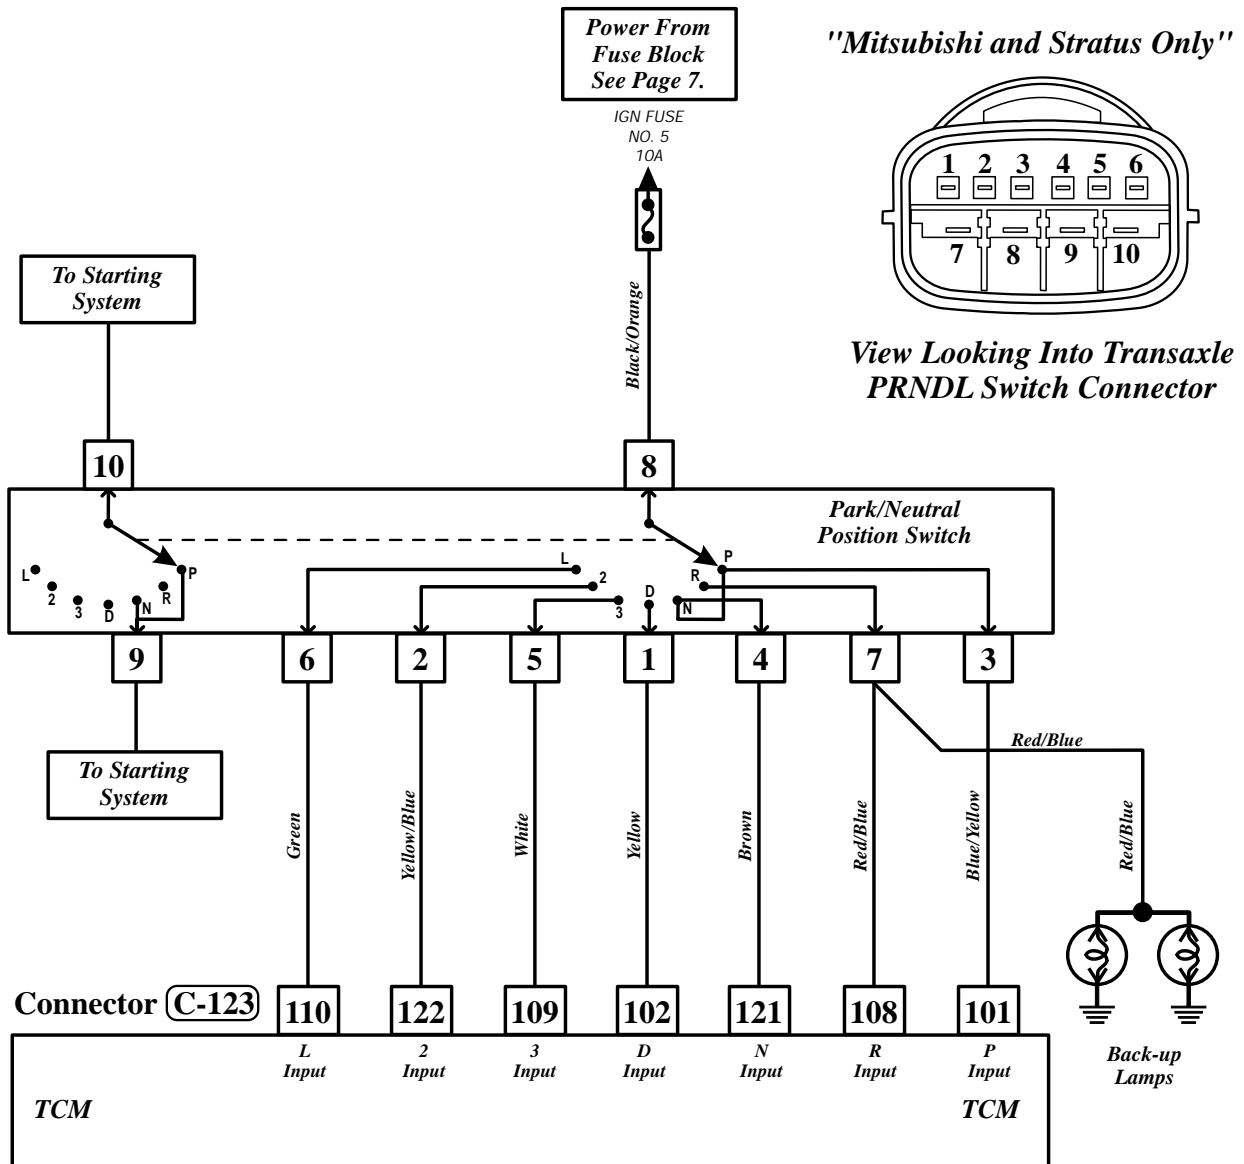 Power From
Fuse Block
See Page 7.
IGN FUSE
NO. 5
10A
"Mitsubishi and Stratus Only"
1 2 3 4 5 6
7 8 9 10
View Looking Into Transaxle
PRNDL Switch Connector
To Starting
System
Black/Orange
10
8
Park/Neutral
Position Switch
L 2 3 D N R P
L 2 3 D N R P
9 6 2 5 1 4 7 3
To Starting
System
Green
Yellow/Blue
White
Yellow
Brown
Red/Blue
Blue/Yellow
Red/Blue
Red/Blue
Connector C-123
110 122 109 102 121 108 101
L
Input
2
Input
3
Input
D
Input
N
Input
R
Input
P
Input
Back-up
Lamps
TCM
TCM